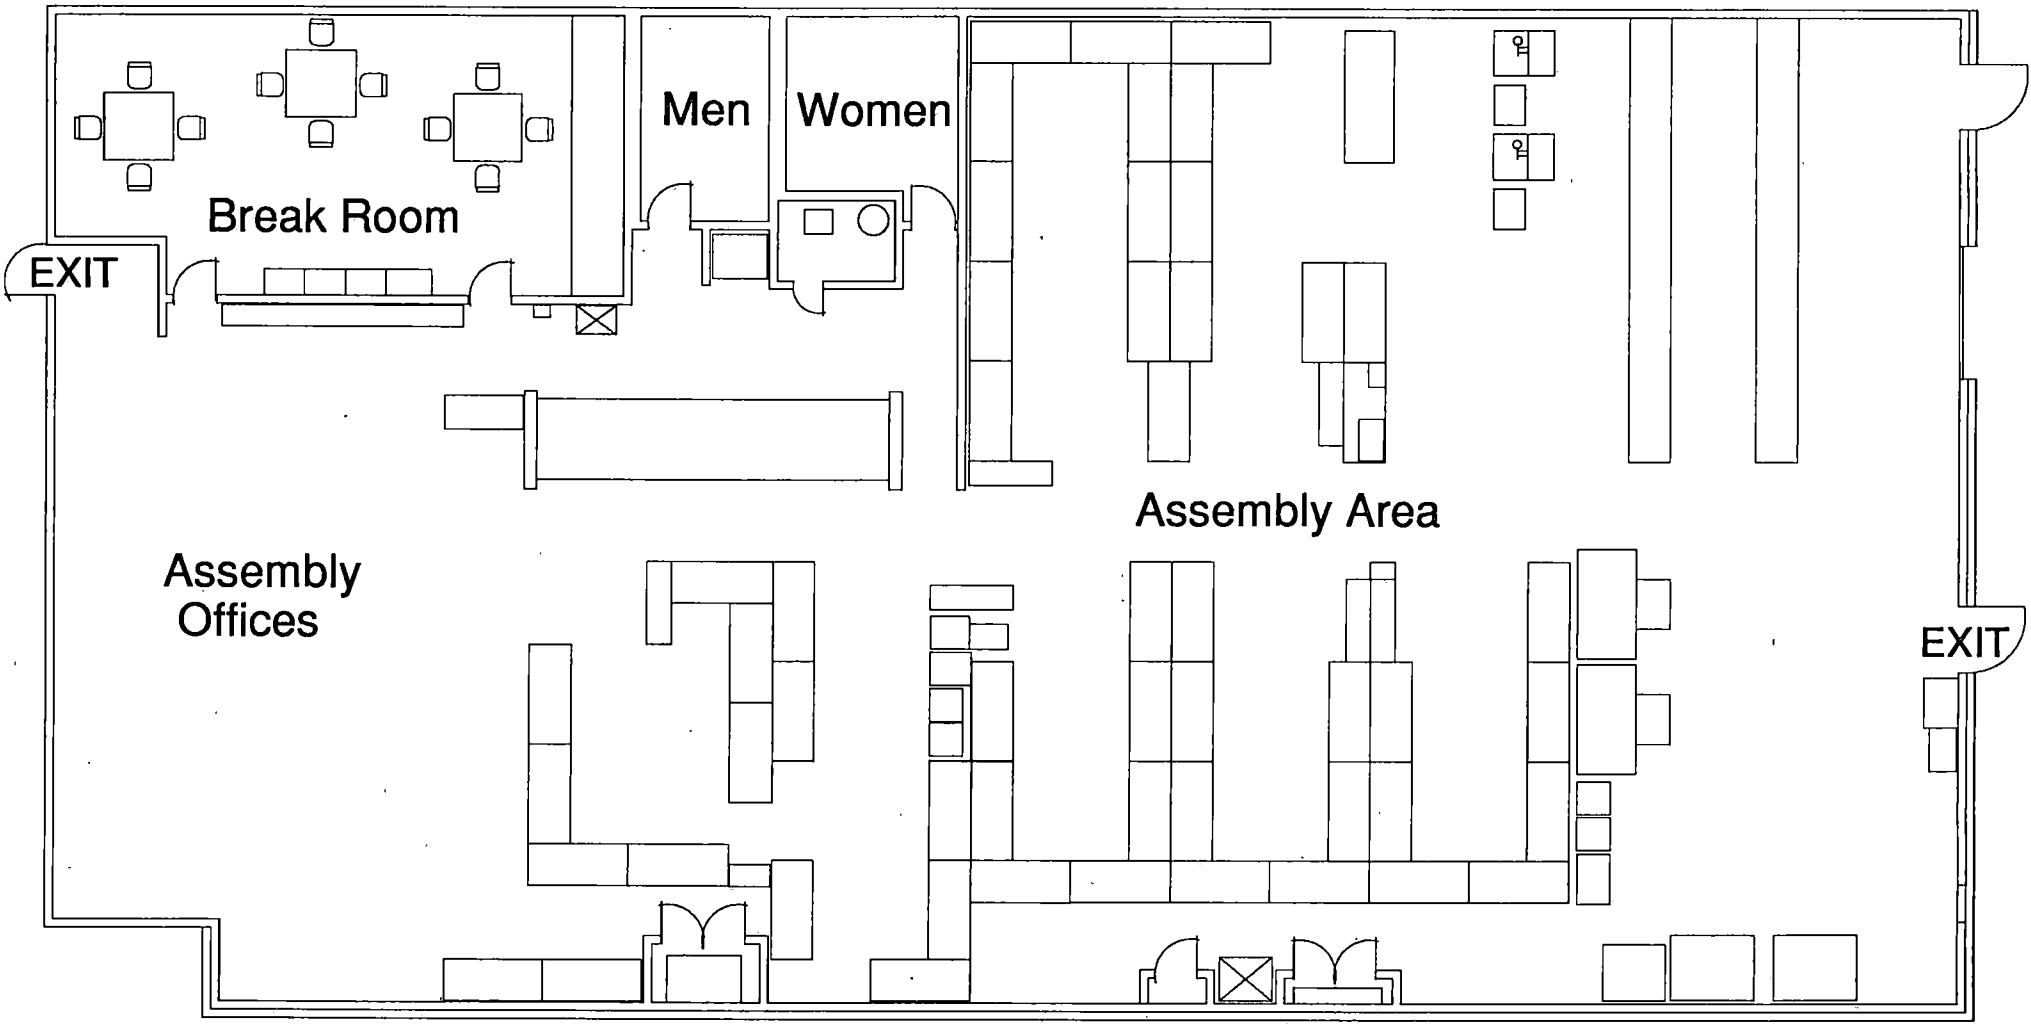 Men
Women
Break Room
EXIT
Assembly Area
Assembly
Offices
EXIT